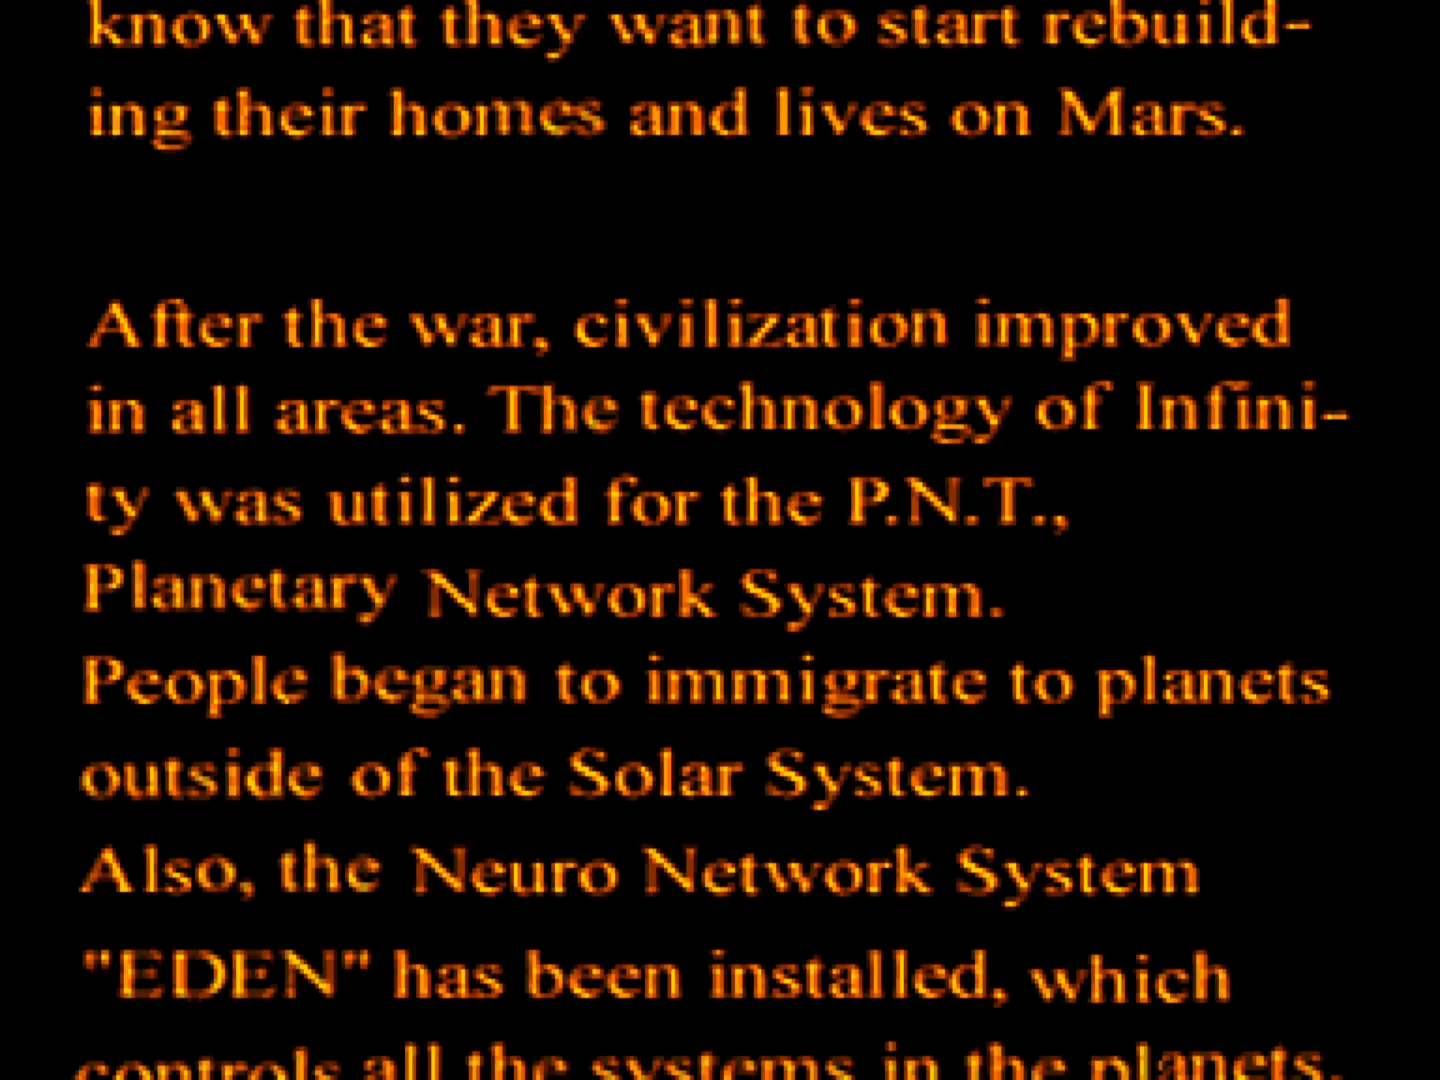 know that they want to start rebuild-
ing their homes and lives on Mars.
After the war, civilization improved
in all areas. The technology of Infini-
ty was utilized for the P.N.T.,
Planetary Network System.
People began to immigrate to planets
outside of the Solar System.
Also, the Neuro Network System
"EDEN" has been installed, which
controls all the systems in the planets.